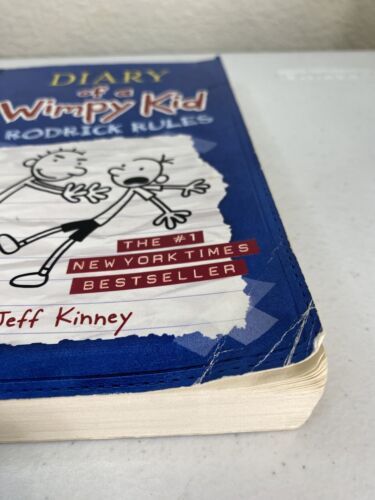 DIARY
of a
Wimpy Kid
RODRICK RULES
THE #1
NEW YORK TIMES
BESTSELLER
Jeff Kinney